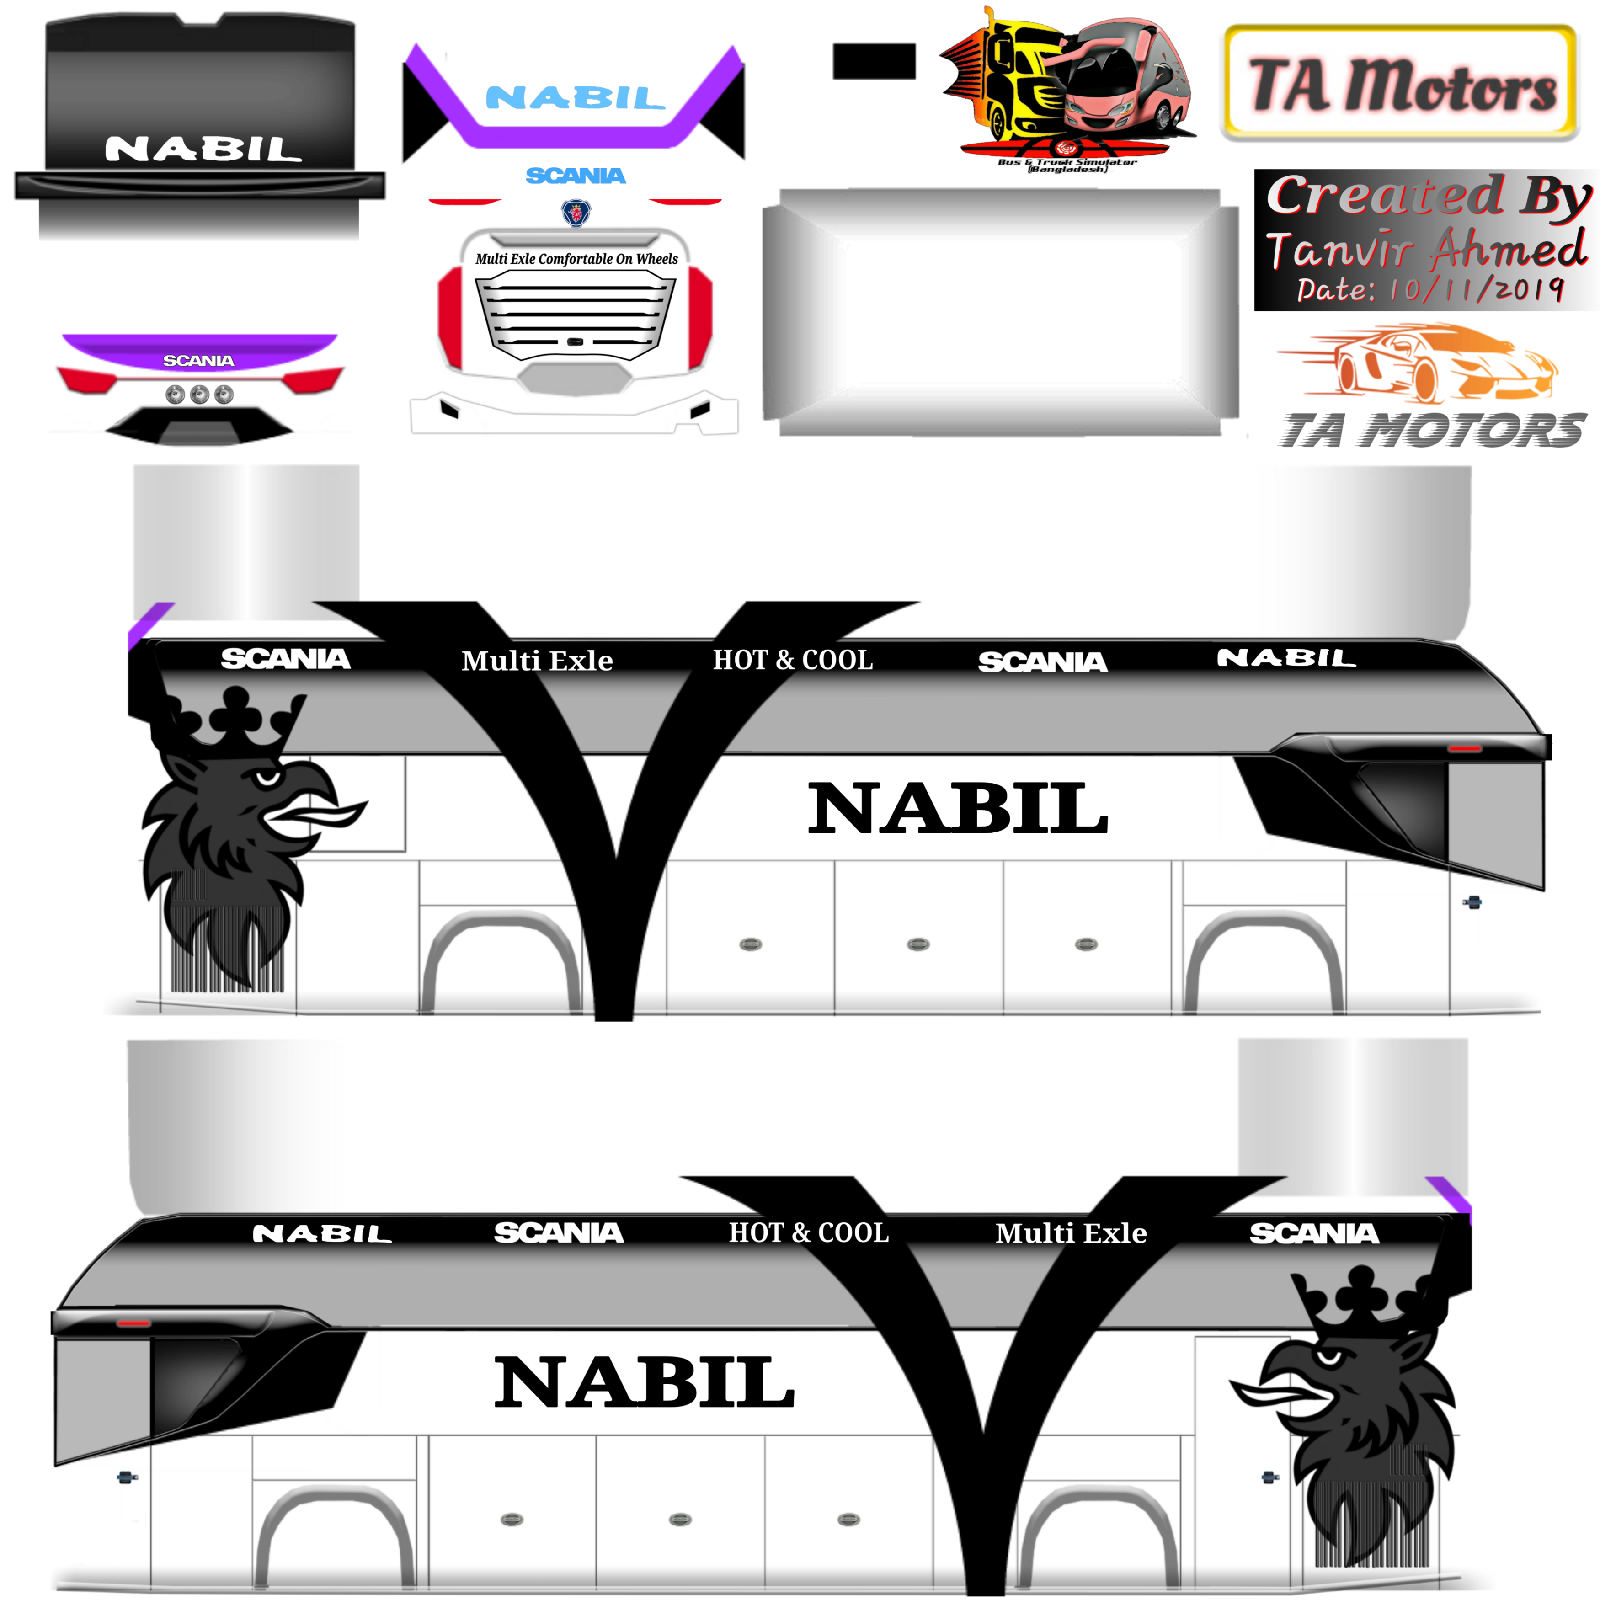 NABIL
NABIL
SCANIA
Bus & Truck Simulator
(Bangladesh)
TA Motors
Created By
Tanvir Ahmed
Date: 10/11/2019
Multi Exle Comfortable On Wheels
SCANIA
TA MOTORS
SCANIA Multi Exle HOT & COOL SCANIA NABIL
NABIL
NABIL SCANIA HOT & COOL Multi Exle SCANIA
NABIL